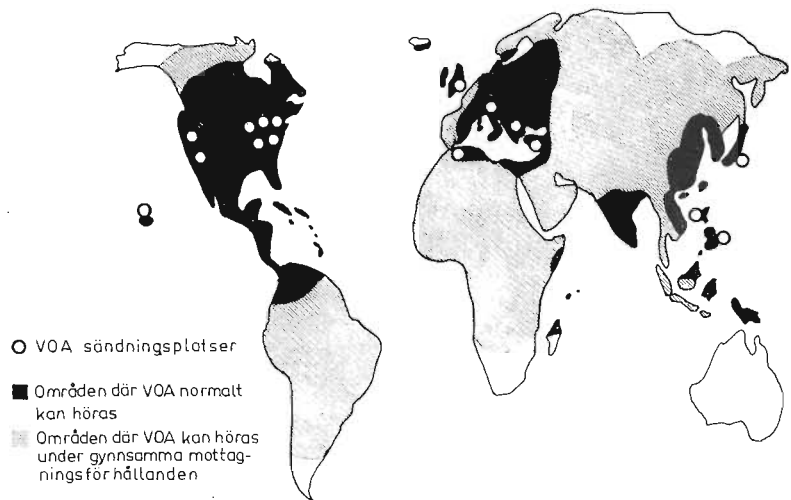 VOA sändningsplatser
Områden där VOA normalt
kan höras
Områden där VOA kan höras
under gynnsamma mottag-
ningsförhållanden